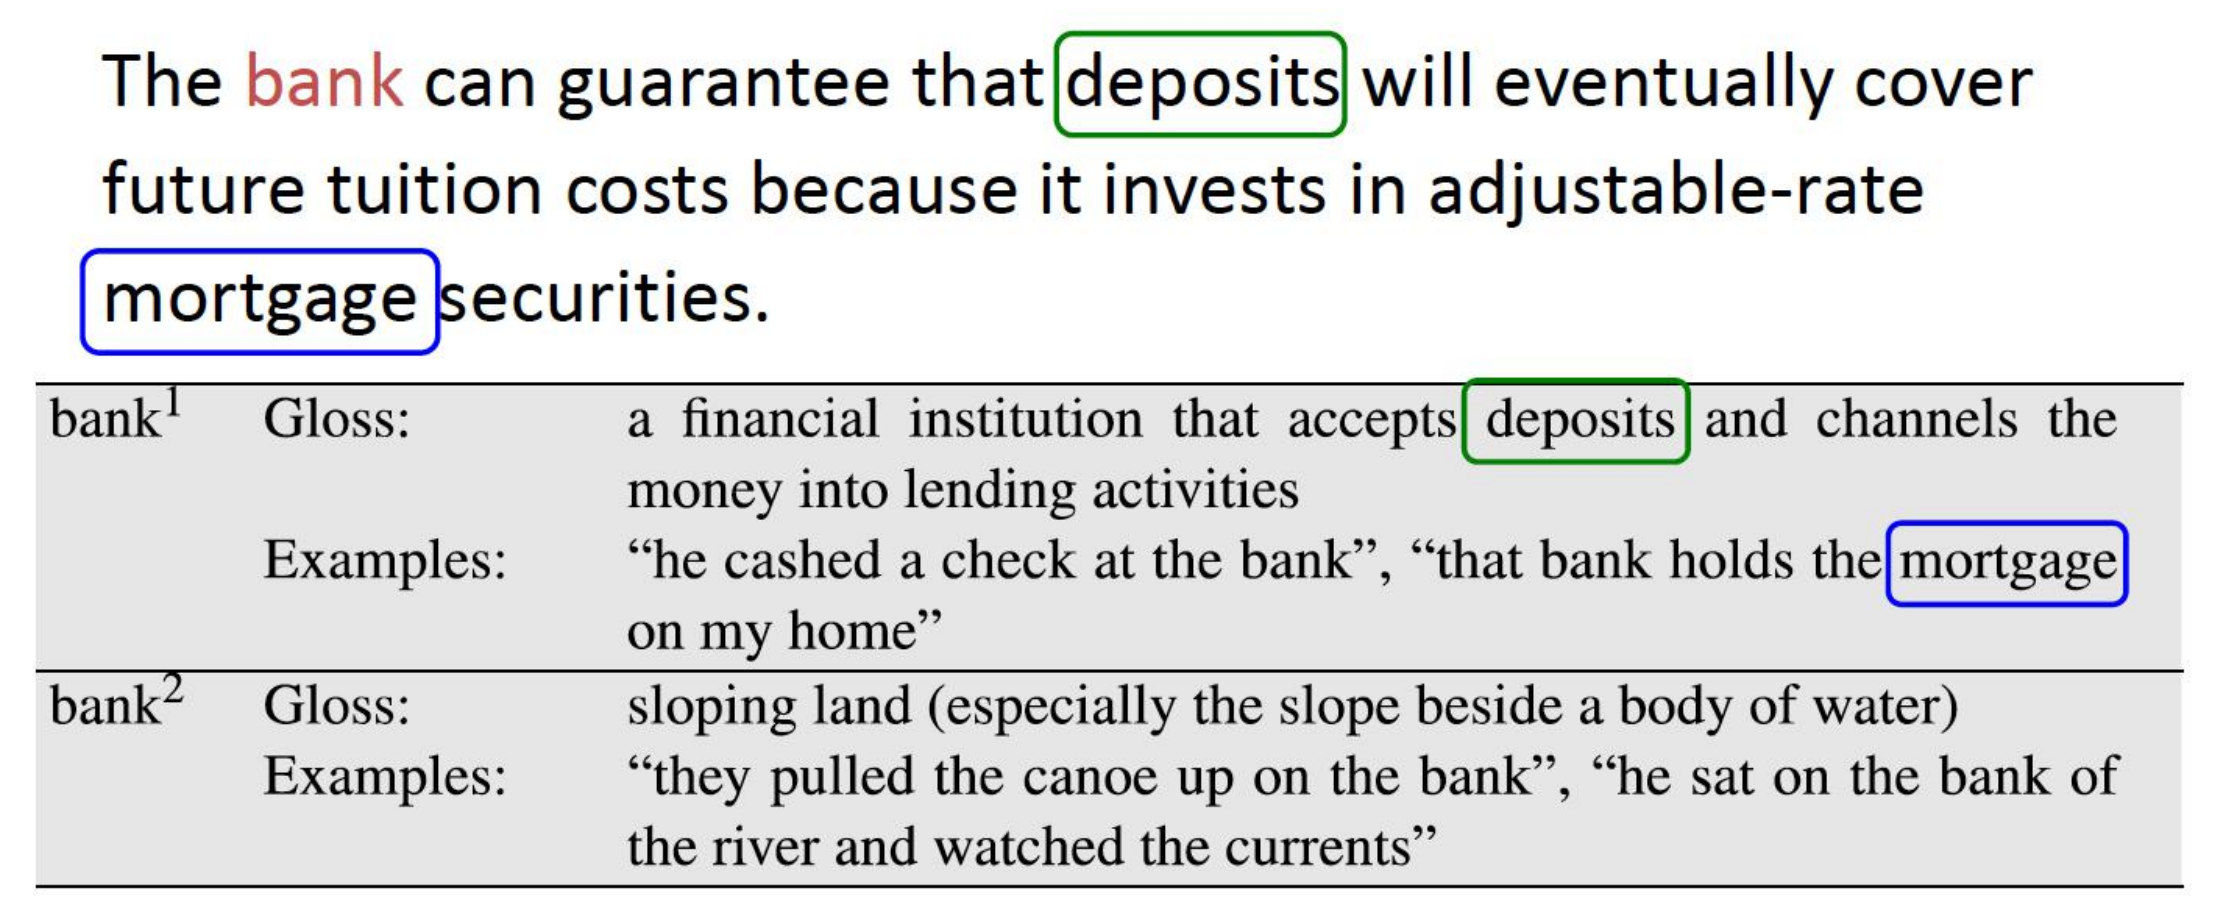 The bank can guarantee that deposits will eventually cover
future tuition costs because it invests in adjustable-rate
mortgage securities.
bank1 Gloss: a financial institution that accepts deposits and channels the
money into lending activities
Examples: “he cashed a check at the bank”, “that bank holds the mortgage
on my home”
bank2 Gloss: sloping land (especially the slope beside a body of water)
Examples: “they pulled the canoe up on the bank”, “he sat on the bank of
the river and watched the currents”